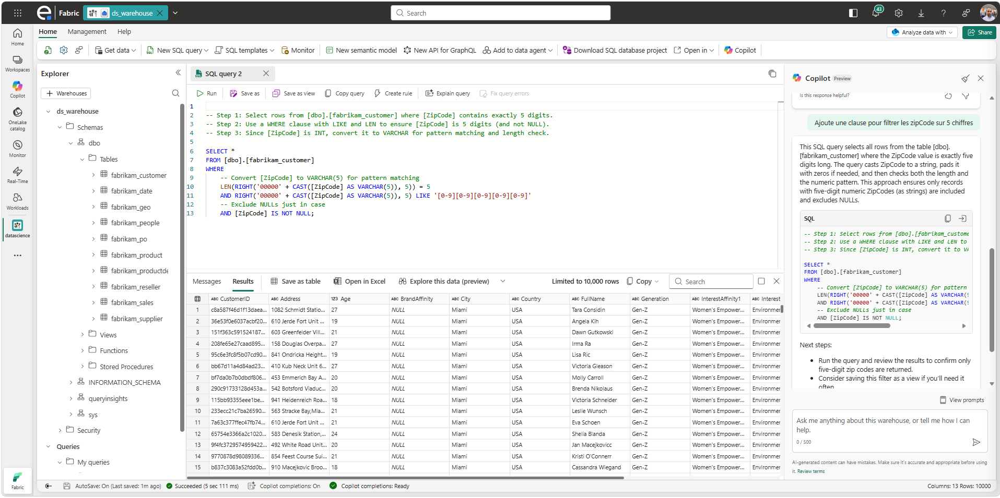 Fabric
ds_warehouse
Search
43
Home
Management
Help
Analyze data with
Share
Get data
New SQL query
SQL templates
Monitor
New semantic model
New API for GraphQL
Add to data agent
Download SQL database project
Open in
Copilot
Home
Workspaces
Copilot
OneLake
catalog
Monitor
Real-Time
Workloads
datascience
Fabric
Explorer
Warehouses
ds_warehouse
Schemas
dbo
Tables
fabrikam_customer
fabrikam_date
fabrikam_geo
fabrikam_people
fabrikam_po
fabrikam_product
fabrikam_productde
fabrikam_reseller
fabrikam_sales
fabrikam_supplier
Views
Functions
Stored Procedures
INFORMATION_SCHEMA
queryinsights
sys
Security
Queries
My queries
SQL query 2
Run
Save as
Save as view
Copy query
Create rule
Explain query
Fix query errors
1
2 -- Step 1: Select rows from [dbo].[fabrikam_customer] where [ZipCode] contains exactly 5 digits.
3 -- Step 2: Use a WHERE clause with LIKE and LEN to ensure [ZipCode] is 5 digits (and not NULL).
4 -- Step 3: Since [ZipCode] is INT, convert it to VARCHAR for pattern matching and length check.
5
6 SELECT *
7 FROM [dbo].[fabrikam_customer]
8 WHERE
9 -- Convert [ZipCode] to VARCHAR(5) for pattern matching
10 LEN(RIGHT('00000' + CAST([ZipCode] AS VARCHAR(5)), 5)) = 5
11 AND RIGHT('00000' + CAST([ZipCode] AS VARCHAR(5)), 5) LIKE '[0-9][0-9][0-9][0-9][0-9]'
12 -- Exclude NULLs just in case
13 AND [ZipCode] IS NOT NULL;
Messages
Results
Save as table
Open in Excel
Explore this data (preview)
Limited to 10,000 rows
Copy
Search
ABC CustomerID ABC Address 123 Age ABC BrandAffinity ABC City ABC Country ABC FullName ABC Generation ABC InterestAffinity1 ABC Interest
1 c8a587f46d1f13daea... 1082 Schmidt Statio... 27 NULL Miami USA Tara Considin Gen-Z Women's Empower... Environmer
2 36e53f0e6037acbf20... 610 Jerde Fort Unit ... 19 NULL Miami USA Angela Kih Gen-Z Women's Empower... Environmer
3 151f363c591524187... 603 Greenfelder Vill... 21 NULL Miami USA Dawn Gutkowski Gen-Z Women's Empower... Environmer
4 208fe65e27caad895... 158 Douglas Overpa... 27 NULL Miami USA Irma Ra Gen-Z Women's Empower... Environmer
5 95c6e3fc8f5b07cd90... 841 Ondricka Height... 19 NULL Miami USA Lisa Ric Gen-Z Women's Empower... Environmer
6 bb67d11a4d84ad23... 410 Kub Neck Unit 6... 27 NULL Miami USA Victoria Gleason Gen-Z Women's Empower... Environmer
7 bf7da0b7b0dbdf806... 453 Emmerich Bay A... 20 NULL Miami USA Molly Carroll Gen-Z Women's Empower... Environmer
8 290c91733128d453a... 542 Botsford Viaduc... 20 NULL Miami USA Brenda Nikolaus Gen-Z Women's Empower... Environmer
9 115bb93355eee1be... 941 Heidenreich Roa... 18 NULL Miami USA Victoria Schneider Gen-Z Women's Empower... Environmer
10 233ecc21c7ba26590... 563 Stracke Bay,Mia... 21 NULL Miami USA Leslie Wunsch Gen-Z Women's Empower... Environmer
11 7a63c377ffec47fb74... 610 Jerde Fort Unit ... 21 NULL Miami USA Eva Schoen Gen-Z Women's Empower... Environmer
12 65754e3366a2c1020... 583 Denesik Station,... 24 NULL Miami USA Shelia Blanda Gen-Z Women's Empower... Environmer
13 9f4fc3729574959422... 492 White Road Unit... 20 NULL Miami USA Jan Macejkovicc Gen-Z Women's Empower... Environmer
14 9770878d98089336... 854 Feest Course Sui... 21 NULL Miami USA Kristi O'Connerr Gen-Z Women's Empower... Environmer
15 b837c3083a52fdd0b... 910 Macejkovic Broo... 18 NULL Miami USA Cassandra Wiegand Gen-Z Women's Empower... Environmer
Copilot Preview
Is this response helpful?
Ajoute une clause pour filtrer les zipCode sur 5 chiffres
This SQL query selects all rows from the table [dbo].
[fabrikam_customer] where the ZipCode value is exactly five
digits long. The query casts ZipCode to a string, pads it
with zeros if needed, and then checks both the length and
the numeric pattern. This approach ensures only records
with five-digit numeric ZipCodes (as strings) are included
and excludes NULLs.
SQL
-- Step 1: Select rows from [dbo].[fabrikam_custome
-- Step 2: Use a WHERE clause with LIKE and LEN to
-- Step 3: Since [ZipCode] is INT, convert it to VA
SELECT *
FROM [dbo].[fabrikam_customer]
WHERE
-- Convert [ZipCode] to VARCHAR(5) for pattern
LEN(RIGHT('00000' + CAST([ZipCode] AS VARCHAR(5
AND RIGHT('00000' + CAST([ZipCode] AS VARCHAR(5
-- Exclude NULLs just in case
AND [ZipCode] IS NOT NULL;
Next steps:
• Run the query and review the results to confirm only
five-digit zip codes are returned.
• Consider saving this filter as a view if you'll need it
often
View prompts
Ask me anything about this warehouse, or tell me how I can
help.
0 / 500
AI-generated content can have mistakes. Make sure it's accurate and appropriate before using
it. Review terms
AutoSave: On (Last saved: 1m ago)
Succeeded (5 sec 111 ms)
Copilot completions: On
Copilot completions: Ready
Columns: 13 Rows: 10000